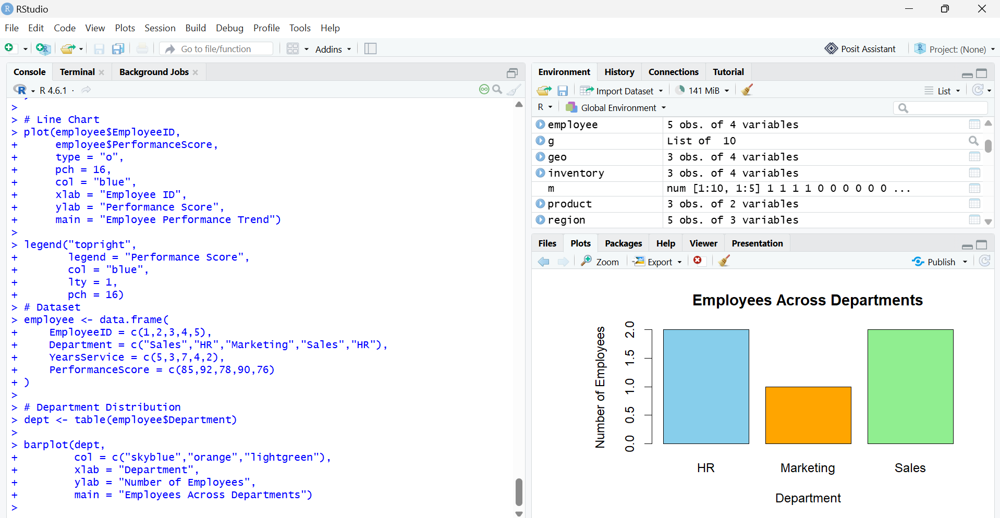 RStudio
File Edit Code View Plots Session Build Debug Profile Tools Help
Go to file/function Addins Posit Assistant Project: (None)
Console Terminal Background Jobs
R 4.6.1 ·
>
> # Line Chart
> plot(employee$EmployeeID,
+      employee$PerformanceScore,
+      type = "o",
+      pch = 16,
+      col = "blue",
+      xlab = "Employee ID",
+      ylab = "Performance Score",
+      main = "Employee Performance Trend")
>
> legend("topright",
+        legend = "Performance Score",
+        col = "blue",
+        lty = 1,
+        pch = 16)
> # Dataset
> employee <- data.frame(
+     EmployeeID = c(1,2,3,4,5),
+     Department = c("Sales","HR","Marketing","Sales","HR"),
+     YearsService = c(5,3,7,4,2),
+     PerformanceScore = c(85,92,78,90,76)
+ )
>
> # Department Distribution
> dept <- table(employee$Department)
>
> barplot(dept,
+         col = c("skyblue","orange","lightgreen"),
+         xlab = "Department",
+         ylab = "Number of Employees",
+         main = "Employees Across Departments")
>
Environment History Connections Tutorial
Import Dataset 141 MiB List
R Global Environment
employee 5 obs. of 4 variables
g List of 10
geo 3 obs. of 4 variables
inventory 3 obs. of 4 variables
m num [1:10, 1:5] 1 1 1 1 0 0 0 0 0 0 ...
product 3 obs. of 2 variables
region 5 obs. of 3 variables
Files Plots Packages Help Viewer Presentation
Zoom Export Publish
Employees Across Departments
Number of Employees
2.0
1.5
1.0
0.5
0.0
HR Marketing Sales
Department